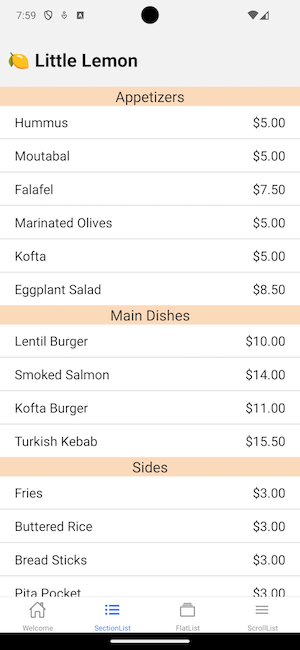 7:59
🍋 Little Lemon
Appetizers
Hummus $5.00
Moutabal $5.00
Falafel $7.50
Marinated Olives $5.00
Kofta $5.00
Eggplant Salad $8.50
Main Dishes
Lentil Burger $10.00
Smoked Salmon $14.00
Kofta Burger $11.00
Turkish Kebab $15.50
Sides
Fries $3.00
Buttered Rice $3.00
Bread Sticks $3.00
Pita Pocket $3.00
Welcome SectionList FlatList ScrollList